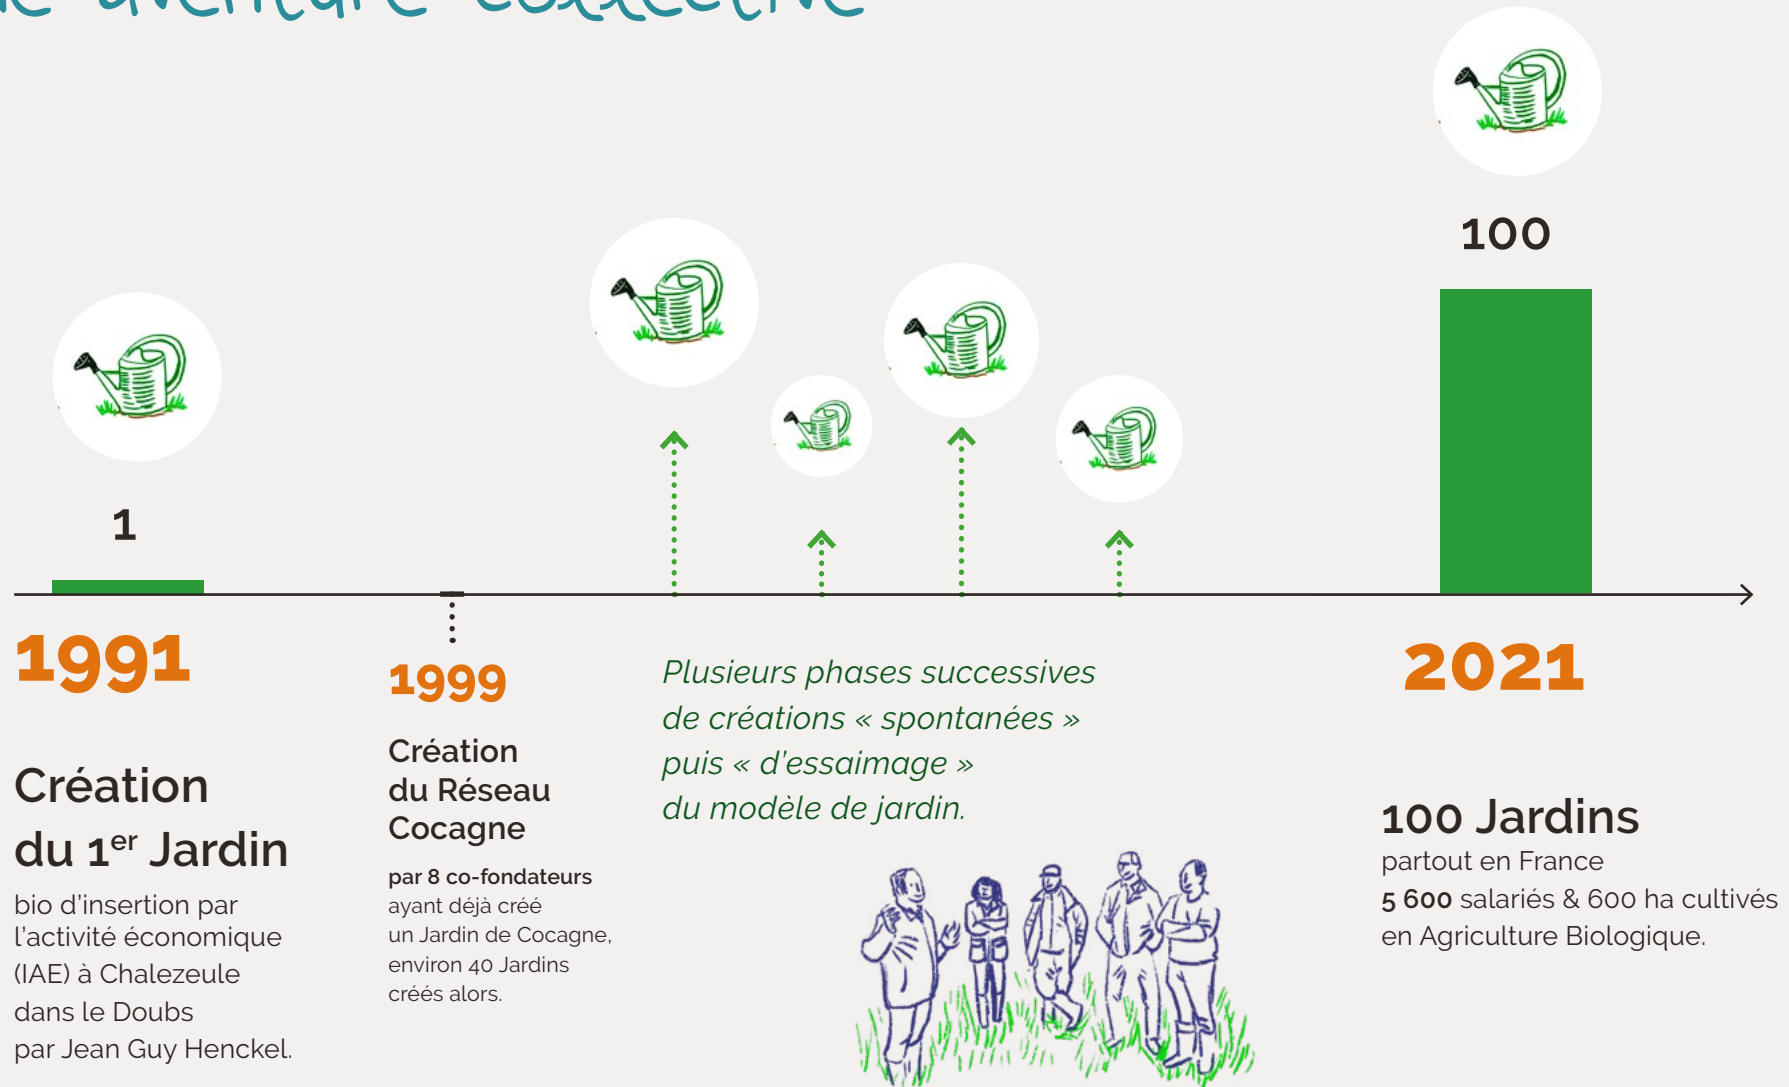 aventure collective
1
100
1991
Création
du 1er Jardin
bio d'insertion par
l'activité économique
(IAE) à Chalezeule
dans le Doubs
par Jean Guy Henckel.
1999
Création
du Réseau
Cocagne
par 8 co-fondateurs
ayant déjà créé
un Jardin de Cocagne,
environ 40 Jardins
créés alors.
Plusieurs phases successives
de créations « spontanées »
puis « d'essaimage »
du modèle de jardin.
2021
100 Jardins
partout en France
5 600 salariés & 600 ha cultivés
en Agriculture Biologique.